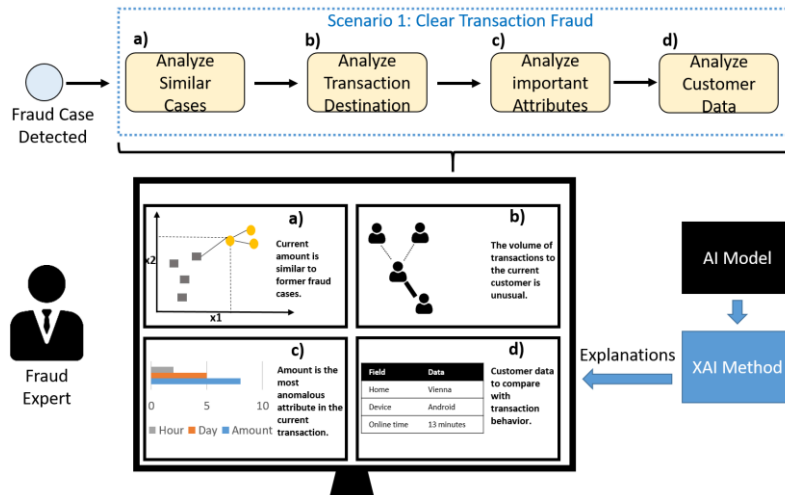 Scenario 1: Clear Transaction Fraud
a)
Analyze
Similar
Cases
b)
Analyze
Transaction
Destination
c)
Analyze
important
Attributes
d)
Analyze
Customer
Data
Fraud Case
Detected
a)
Current
amount is
similar to
former fraud
cases.
x2
x1
b)
The volume of
transactions to
the current
customer is
unusual.
c)
Amount is the
most
anomalous
attribute in the
current
transaction.
0 5 10
Hour Day Amount
d)
Field Data
Home Vienna
Device Android
Online time 13 minutes
Customer data
to compare
with
transaction
behavior.
Fraud
Expert
AI Model
XAI Method
Explanations